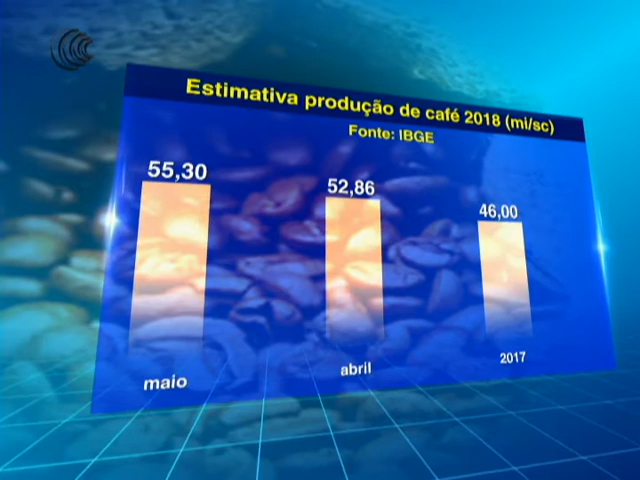 Estimativa produção de café 2018 (mi/sc)
Fonte: IBGE
55,30
52,86
46,00
maio
abril
2017